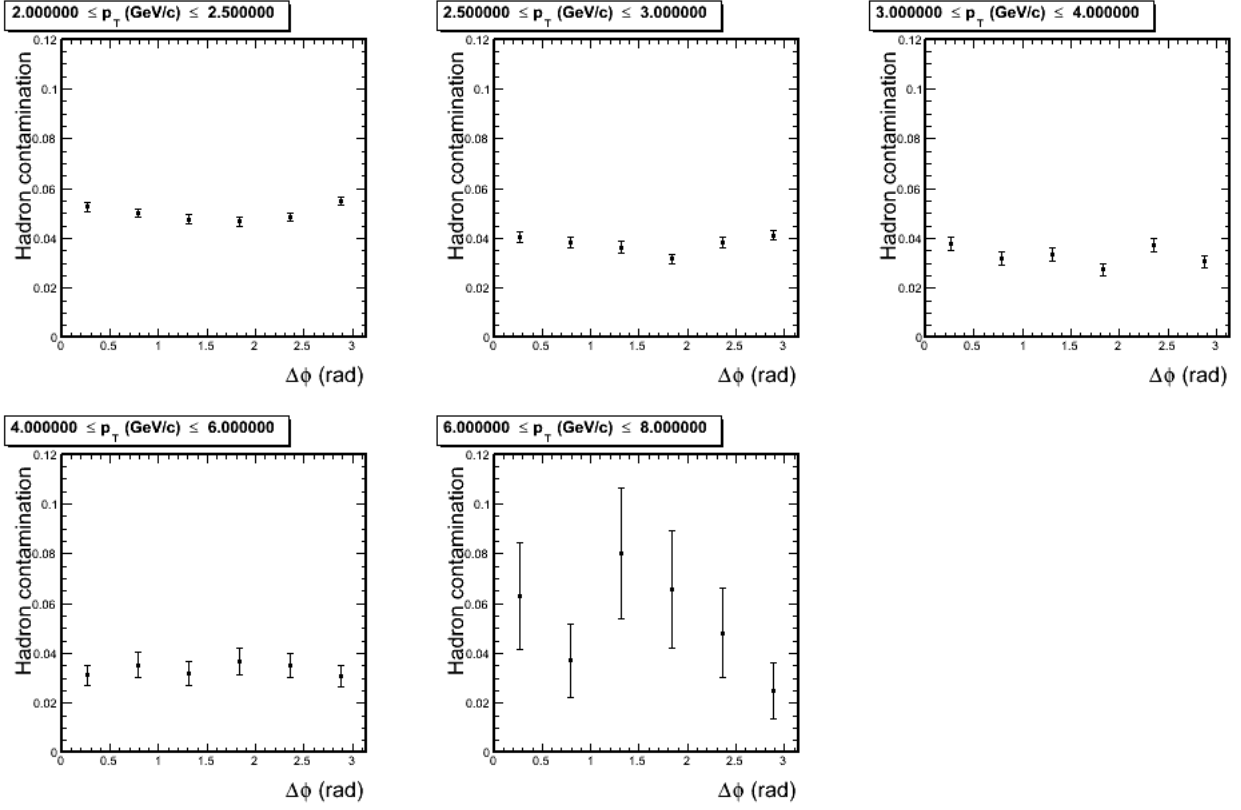 2.000000 ≤ p_T (GeV/c) ≤ 2.500000
Hadron contamination
0.12
0.1
0.08
0.06
0.04
0.02
0
0 0.5 1 1.5 2 2.5 3
Δϕ (rad)
2.500000 ≤ p_T (GeV/c) ≤ 3.000000
Hadron contamination
0.12
0.1
0.08
0.06
0.04
0.02
0
0 0.5 1 1.5 2 2.5 3
Δϕ (rad)
3.000000 ≤ p_T (GeV/c) ≤ 4.000000
Hadron contamination
0.12
0.1
0.08
0.06
0.04
0.02
0
0 0.5 1 1.5 2 2.5 3
Δϕ (rad)
4.000000 ≤ p_T (GeV/c) ≤ 6.000000
Hadron contamination
0.12
0.1
0.08
0.06
0.04
0.02
0
0 0.5 1 1.5 2 2.5 3
Δϕ (rad)
6.000000 ≤ p_T (GeV/c) ≤ 8.000000
Hadron contamination
0.12
0.1
0.08
0.06
0.04
0.02
0
0 0.5 1 1.5 2 2.5 3
Δϕ (rad)